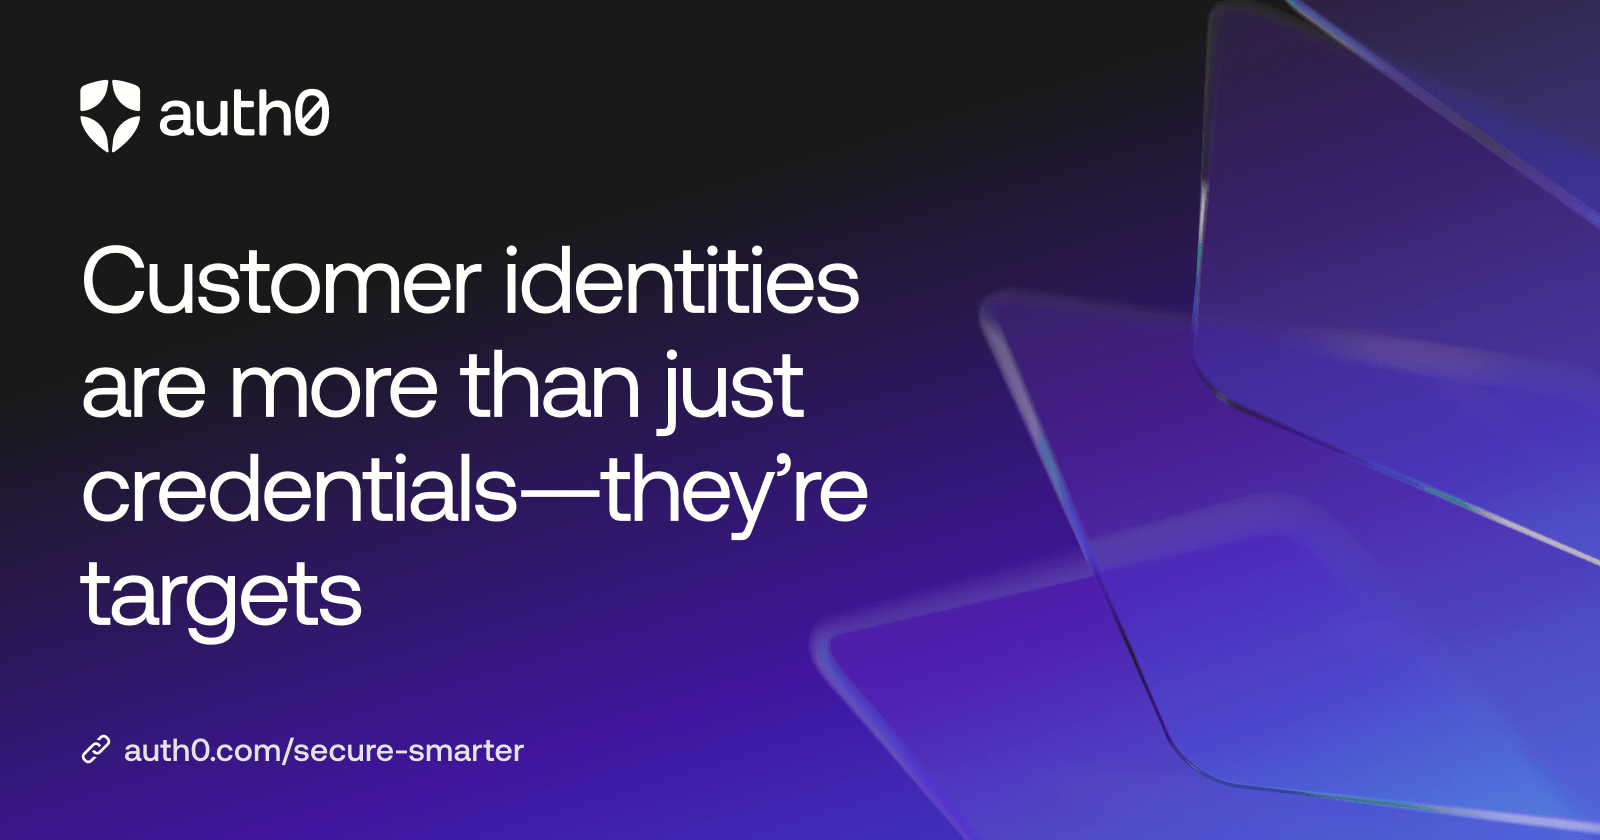 auth0
Customer identities
are more than just
credentials—they’re
targets
auth0.com/secure-smarter